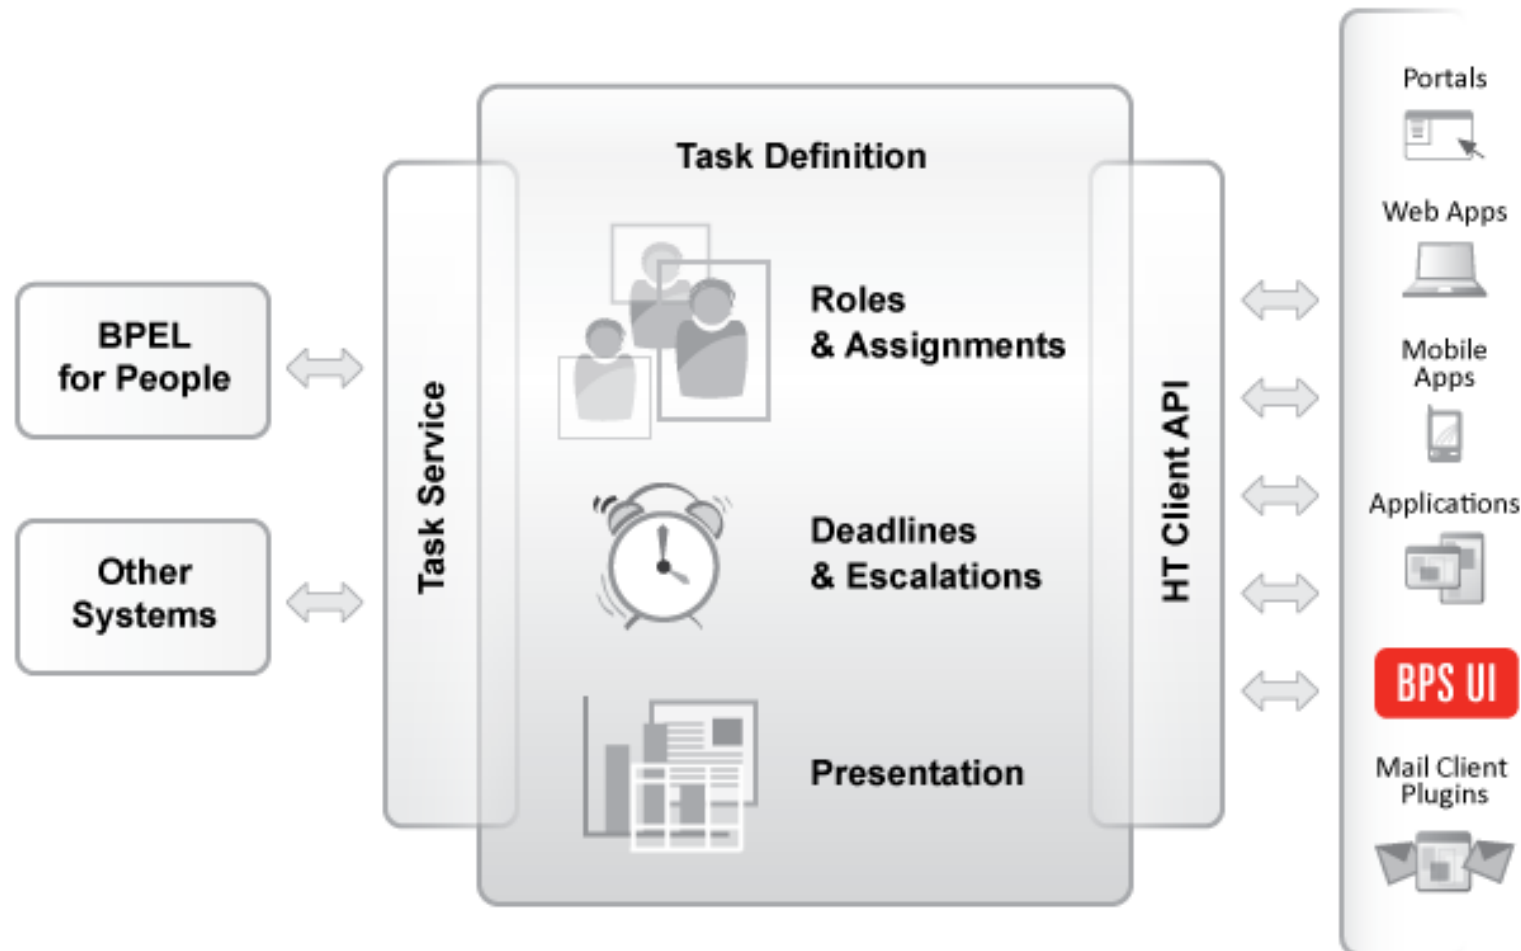 BPEL
for People
Other
Systems
Task Service
Task Definition
Roles
& Assignments
Deadlines
& Escalations
Presentation
HT Client API
Portals
Web Apps
Mobile
Apps
Applications
BPS UI
Mail Client
Plugins